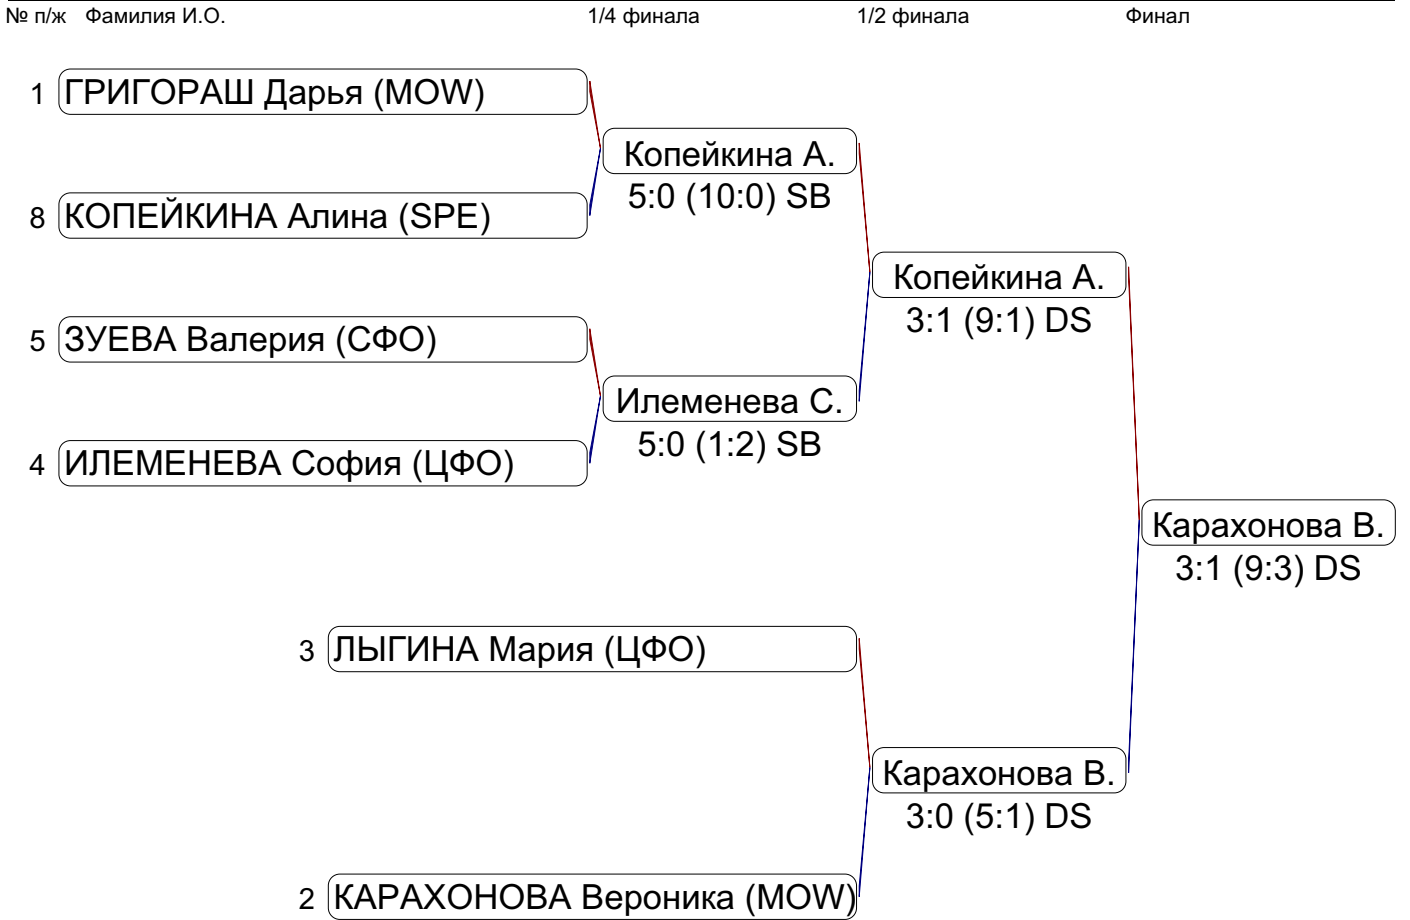 № п/ж Фамилия И.О. 1/4 финала 1/2 финала Финал
1 ГРИГОРАШ Дарья (MOW)
Копейкина А.
5:0 (10:0) SB
8 КОПЕЙКИНА Алина (SPE)
Копейкина А.
3:1 (9:1) DS
5 ЗУЕВА Валерия (СФО)
Илеменева С.
5:0 (1:2) SB
4 ИЛЕМЕНЕВА София (ЦФО)
Карахонова В.
3:1 (9:3) DS
3 ЛЫГИНА Мария (ЦФО)
Карахонова В.
3:0 (5:1) DS
2 КАРАХОНОВА Вероника (MOW)